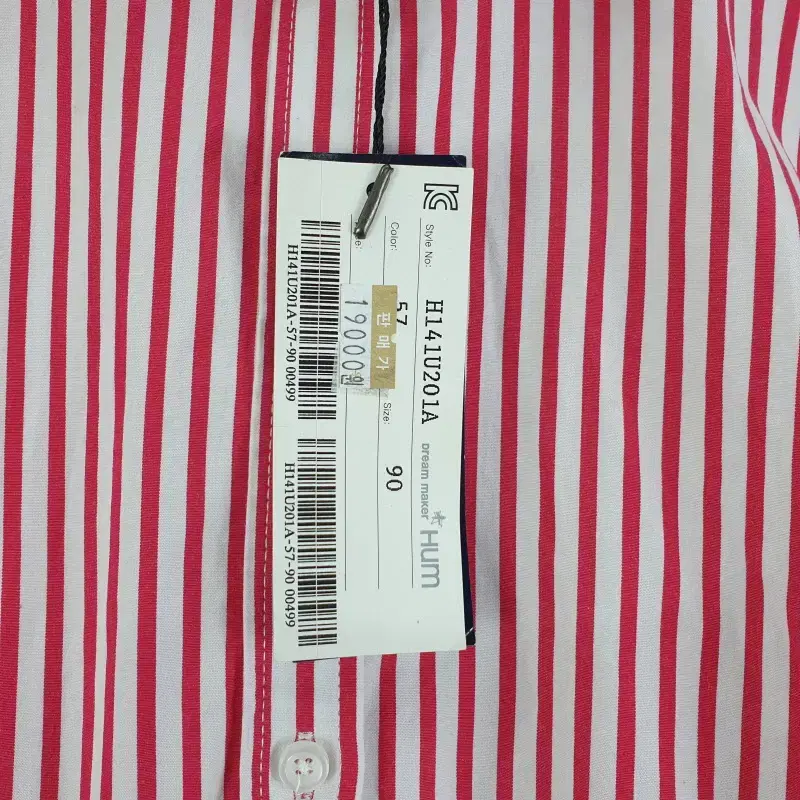 Style No: H141U201A
Color: 57
Size: 90
판매가
19000원
Dream maker Hum
H141U201A-57-90 00499
H141U201A-57-90 00499